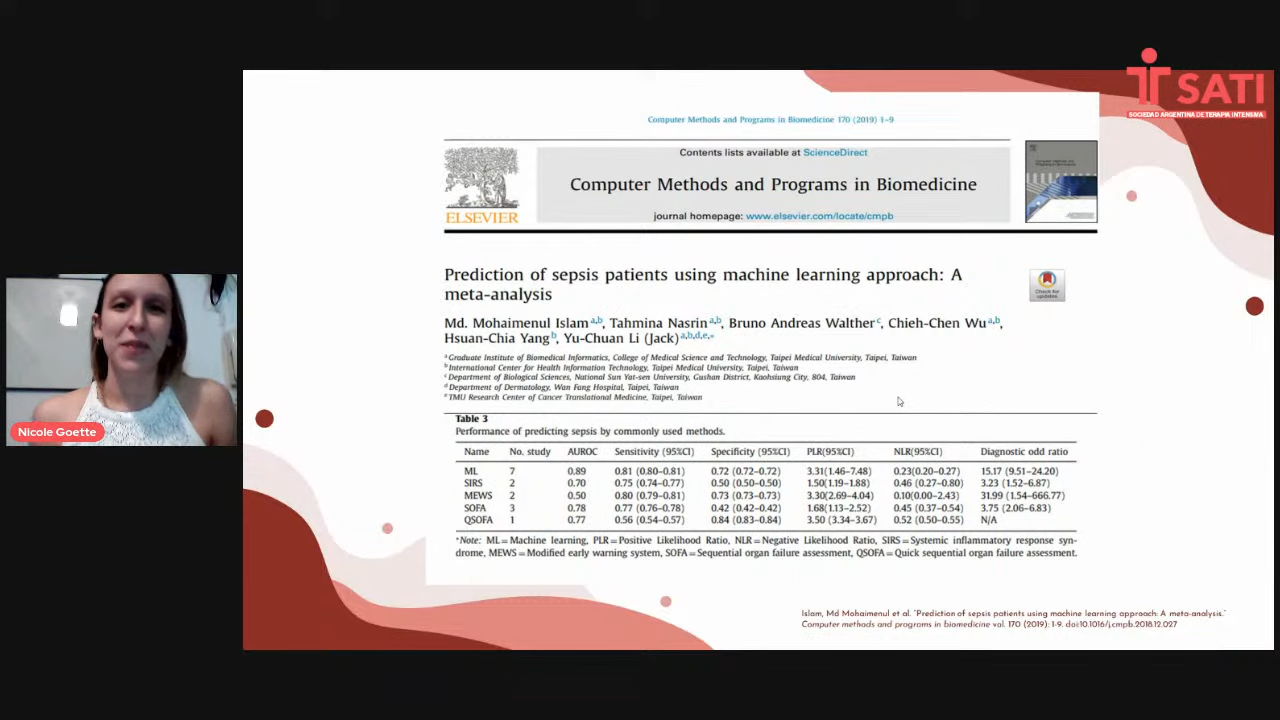 SATI
SOCIEDAD ARGENTINA DE TERAPIA INTENSIVA
Computer Methods and Programs in Biomedicine 170 (2019) 1–9
Contents lists available at ScienceDirect
Computer Methods and Programs in Biomedicine
journal homepage: www.elsevier.com/locate/cmpb
ELSEVIER
Prediction of sepsis patients using machine learning approach: A
meta-analysis
Check for
updates
Md. Mohaimenul Islam a,b, Tahmina Nasrin a,b, Bruno Andreas Walther c, Chieh-Chen Wu a,b,
Hsuan-Chia Yang b, Yu-Chuan Li (Jack) a,b,d,e,*
a Graduate Institute of Biomedical Informatics, College of Medical Science and Technology, Taipei Medical University, Taipei, Taiwan
b International Center for Health Information Technology, Taipei Medical University, Taipei, Taiwan
c Department of Biological Sciences, National Sun Yat-sen University, Gushan District, Kaohsiung City, 804, Taiwan
d Department of Dermatology, Wan Fang Hospital, Taipei, Taiwan
e TMU Research Center of Cancer Translational Medicine, Taipei, Taiwan
Table 3
Performance of predicting sepsis by commonly used methods.
Name No. study AUROC Sensitivity (95%CI) Specificity (95%CI) PLR(95%CI) NLR(95%CI) Diagnostic odd ratio
ML 7 0.89 0.81 (0.80–0.81) 0.72 (0.72–0.72) 3.31(1.46–7.48) 0.23(0.20–0.27) 15.17 (9.51–24.20)
SIRS 2 0.70 0.75 (0.74–0.77) 0.50 (0.50–0.50) 1.50(1.19–1.88) 0.46 (0.27–0.80) 3.23 (1.52–6.87)
MEWS 2 0.50 0.80 (0.79–0.81) 0.73 (0.73–0.73) 3.30(2.69–4.04) 0.10(0.00–2.43) 31.99 (1.54–666.77)
SOFA 3 0.78 0.77 (0.76–0.78) 0.42 (0.42–0.42) 1.68(1.13–2.52) 0.45 (0.37–0.54) 3.75 (2.06–6.83)
QSOFA 1 0.77 0.56 (0.54–0.57) 0.84 (0.83–0.84) 3.50 (3.34–3.67) 0.52 (0.50–0.55) N/A
*Note: ML = Machine learning, PLR = Positive Likelihood Ratio, NLR = Negative Likelihood Ratio, SIRS = Systemic inflammatory response syn-
drome, MEWS = Modified early warning system, SOFA = Sequential organ failure assessment, QSOFA = Quick sequential organ failure assessment.
Nicole Goette
Islam, Md Mohaimenul et al. "Prediction of sepsis patients using machine learning approach: A meta-analysis."
Computer methods and programs in biomedicine vol. 170 (2019): 1-9. doi:10.1016/j.cmpb.2018.12.027